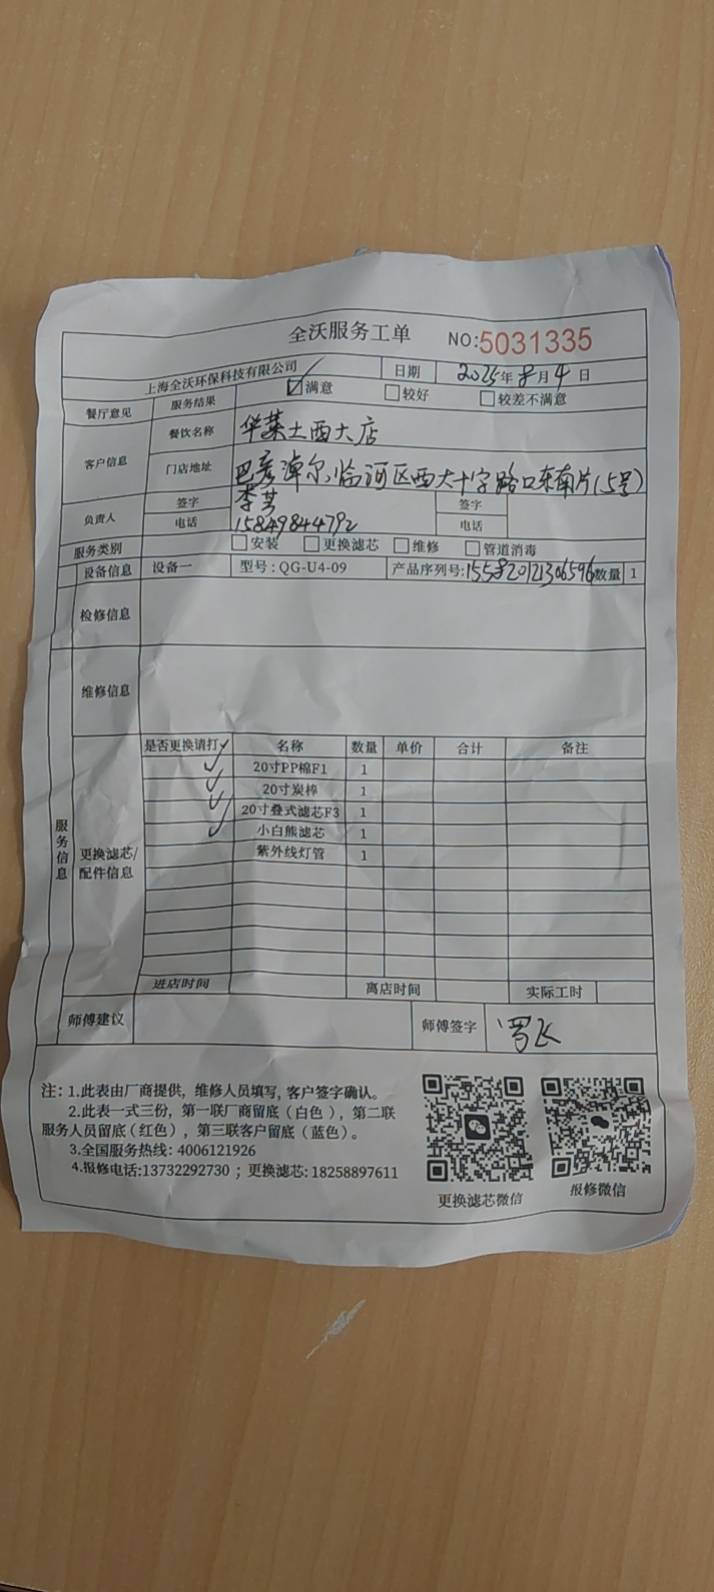 全沃服务工单 NO:5031335
上海全沃环保科技有限公司 日期 2025年8月4日
餐厅意见 服务结果 ☑满意 □较好 □较差不满意
客户信息 餐饮名称 华莱士西大店
门店地址 巴彦淖尔临河区西大十字路口东南片(5号)
负责人 签字 李芳 签字
电话 15849844792 电话
服务类别 □安装 □更换滤芯 □维修 □管道消毒
设备信息 设备一 型号:QG-U4-09 产品序列号:155820121306596 数量 1
检修信息
维修信息
服务信息
更换滤芯/配件信息
是否更换请打✓ 名称 数量 单价 合计 备注
✓ 20寸PP棉F1 1
✓ 20寸炭棒 1
✓ 20寸叠式滤芯F3 1
✓ 小白熊滤芯 1
紫外线灯管 1
进店时间 离店时间 实际工时
师傅建议 师傅签字
注:1.此表由厂商提供,维修人员填写,客户签字确认。
2.此表一式三份,第一联厂商留底(白色),第二联
服务人员留底(红色),第三联客户留底(蓝色)。
3.全国服务热线:4006121926
4.报修电话:13732292730;更换滤芯:18258897611
更换滤芯微信 报修微信